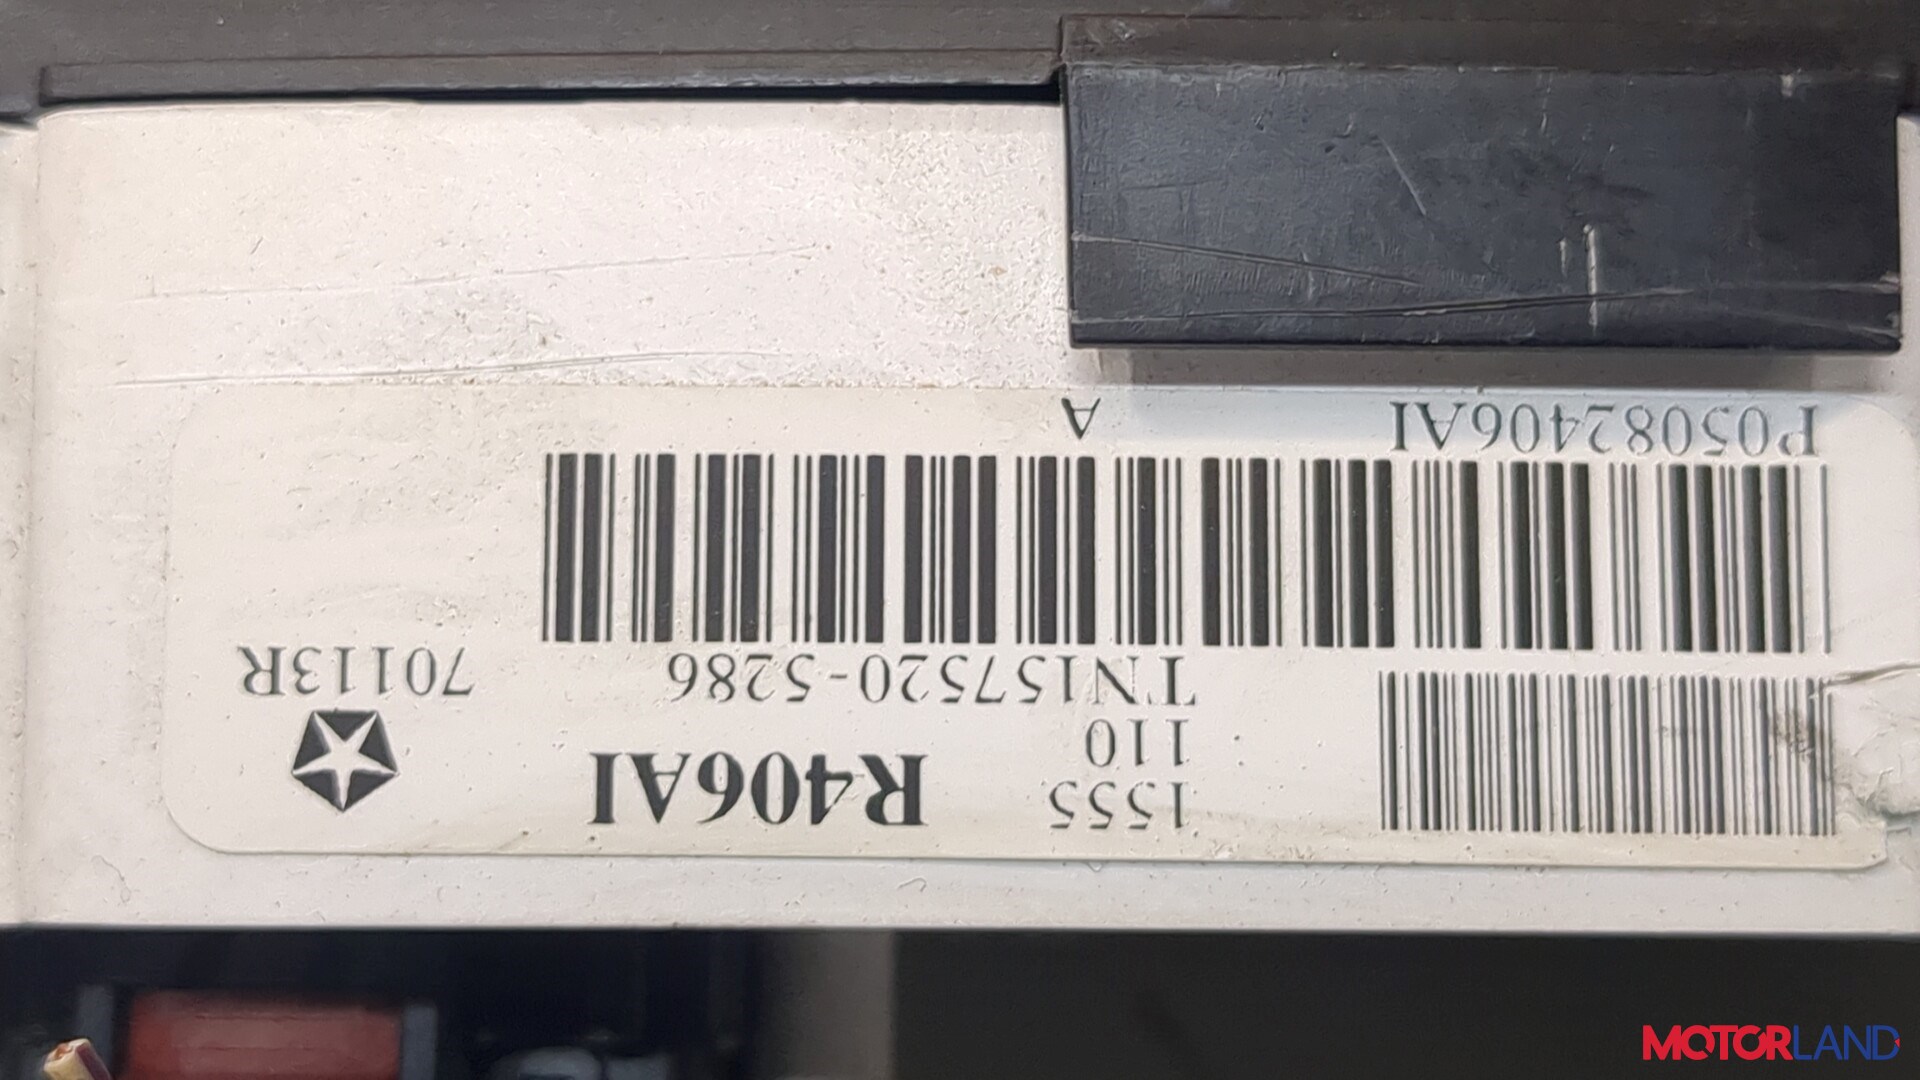 1555 R406AI
110
TN157520-5286 70113R
P05082406AI A
MOTORLAND